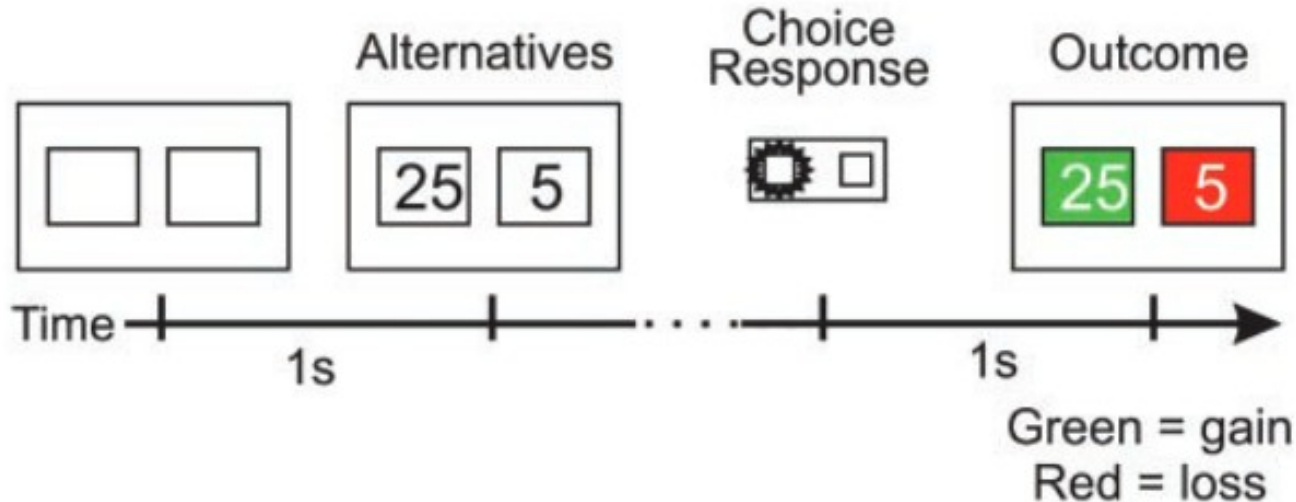 Alternatives
Choice
Response
Outcome
25 5
25 5
Time
1s
1s
Green = gain
Red = loss